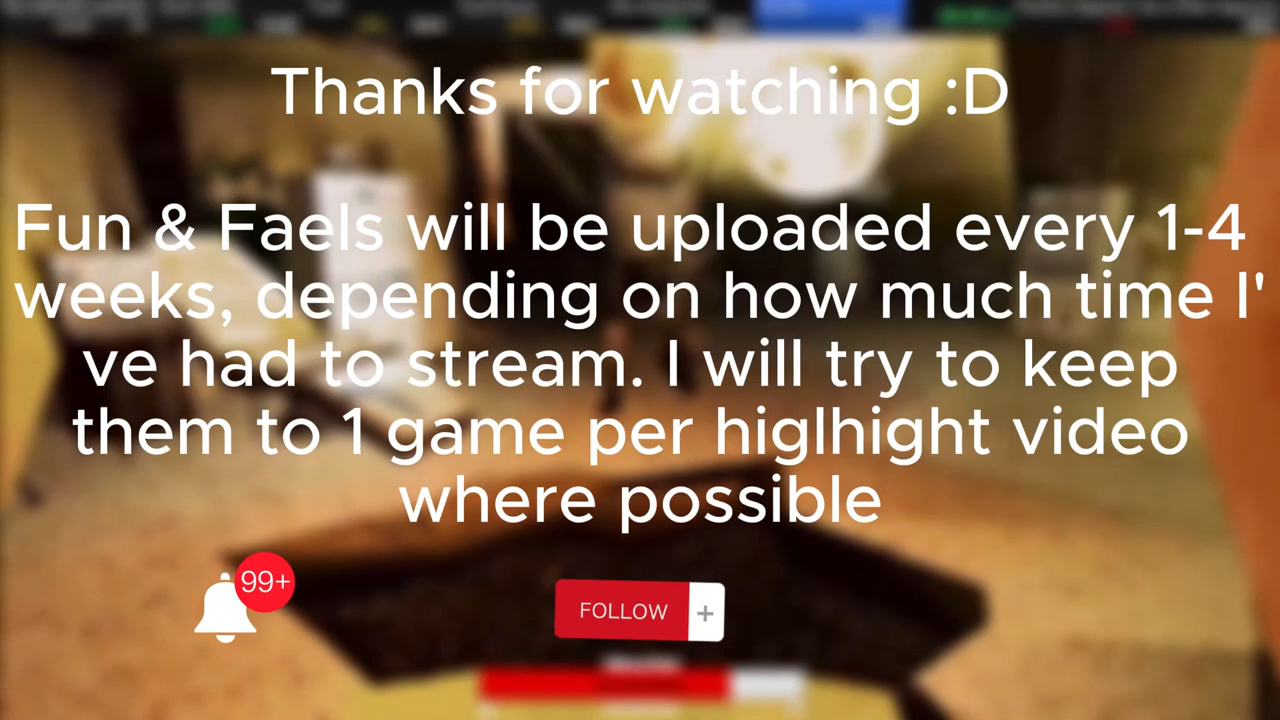 Thanks for watching :D
Fun & Faels will be uploaded every 1-4
weeks, depending on how much time I'
ve had to stream. I will try to keep
them to 1 game per higlhight video
where possible
99+
FOLLOW +